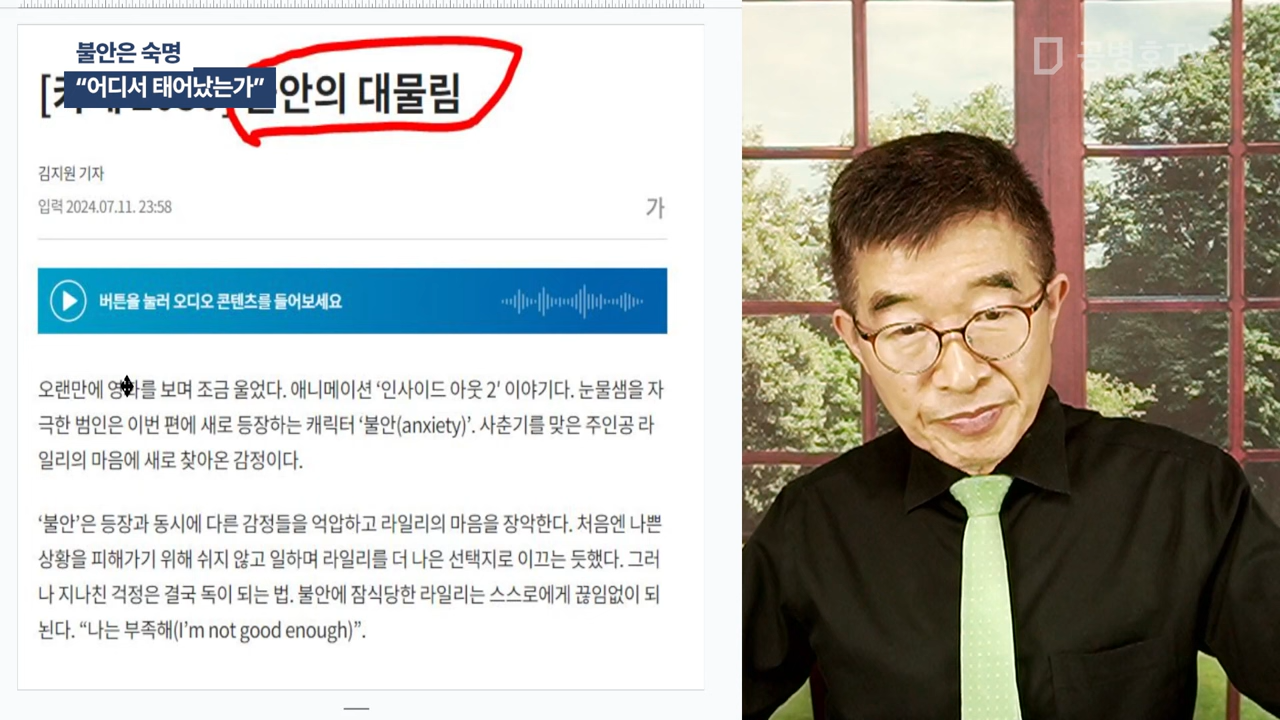 불안은 숙명
“어디서 태어났는가”
안의 대물림
김지원 기자
입력 2024.07.11. 23:58
가
버튼을 눌러 오디오 콘텐츠를 들어보세요
오랜만에 영화를 보며 조금 울었다. 애니메이션 ‘인사이드 아웃 2’ 이야기다. 눈물샘을 자
극한 범인은 이번 편에 새로 등장하는 캐릭터 ‘불안(anxiety)’. 사춘기를 맞은 주인공 라
일리의 마음에 새로 찾아온 감정이다.
‘불안’은 등장과 동시에 다른 감정들을 억압하고 라일리의 마음을 장악한다. 처음엔 나쁜
상황을 피해가기 위해 쉬지 않고 일하며 라일리를 더 나은 선택지로 이끄는 듯했다. 그러
나 지나친 걱정은 결국 독이 되는 법. 불안에 잠식당한 라일리는 스스로에게 끊임없이 되
뇐다. “나는 부족해(I’m not good enough)”.